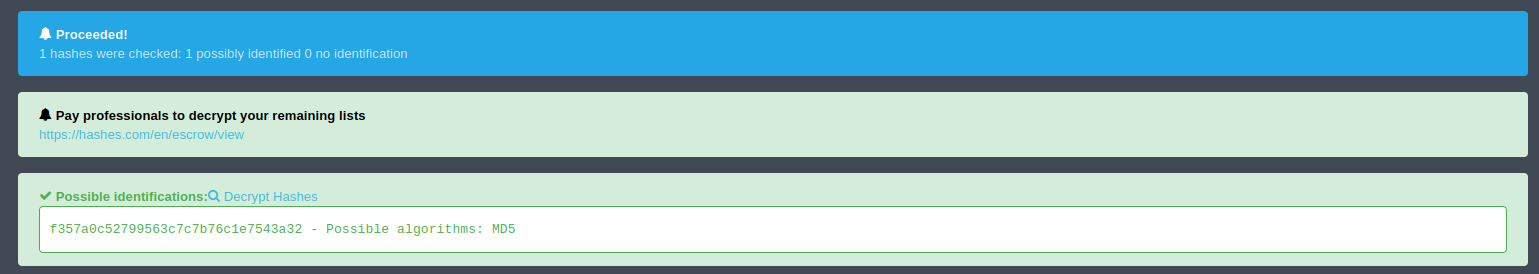 Proceeded!
1 hashes were checked: 1 possibly identified 0 no identification
Pay professionals to decrypt your remaining lists
https://hashes.com/en/escrow/view
Possible identifications: Decrypt Hashes
f357a0c52799563c7c7b76c1e7543a32 - Possible algorithms: MD5